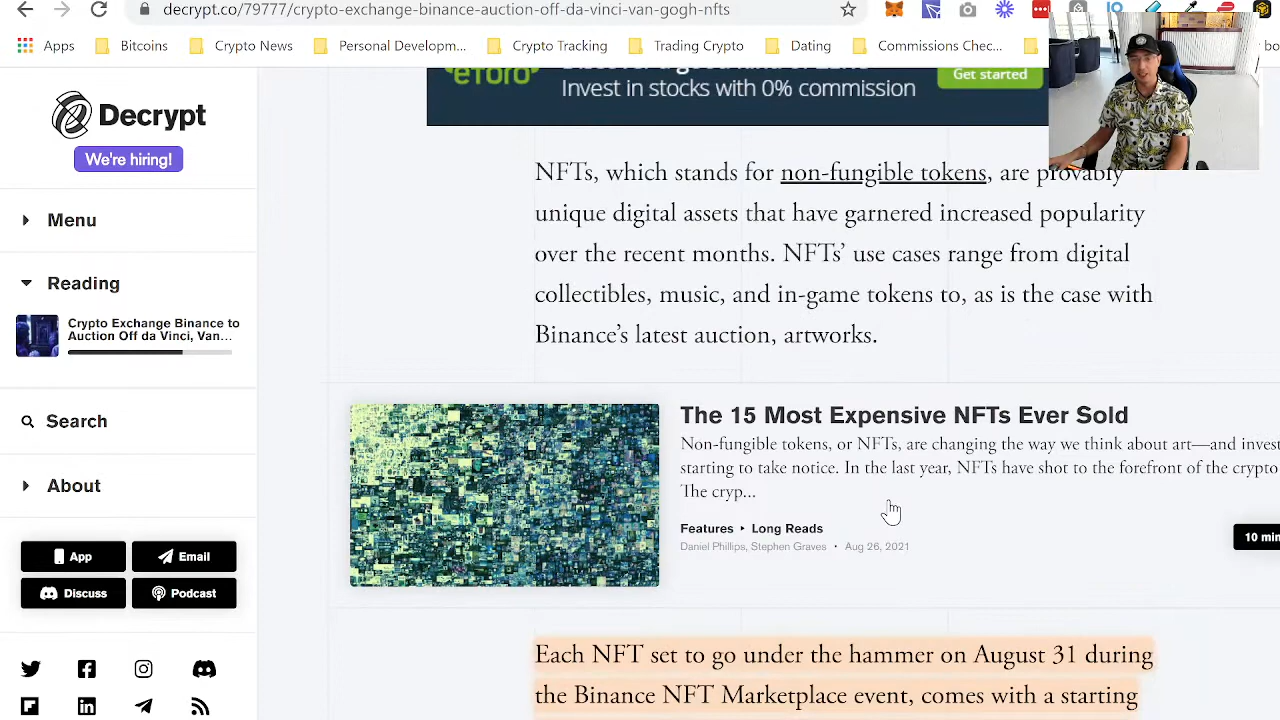 decrypt.co/79777/crypto-exchange-binance-auction-off-da-vinci-van-gogh-nfts
Apps
Bitcoins
Crypto News
Personal Developm...
Crypto Tracking
Trading Crypto
Dating
Commissions Chec...
Decrypt
We're hiring!
Menu
Reading
Crypto Exchange Binance to
Auction Off da Vinci, Van...
Search
About
App
Email
Discuss
Podcast
eToro
Invest in stocks with 0% commission
Get started
NFTs, which stands for non-fungible tokens, are provably
unique digital assets that have garnered increased popularity
over the recent months. NFTs’ use cases range from digital
collectibles, music, and in-game tokens to, as is the case with
Binance’s latest auction, artworks.
The 15 Most Expensive NFTs Ever Sold
Non-fungible tokens, or NFTs, are changing the way we think about art—and invest
starting to take notice. In the last year, NFTs have shot to the forefront of the crypto
The cryp...
Features ‣ Long Reads
Daniel Phillips, Stephen Graves • Aug 26, 2021
10 min
Each NFT set to go under the hammer on August 31 during
the Binance NFT Marketplace event, comes with a starting